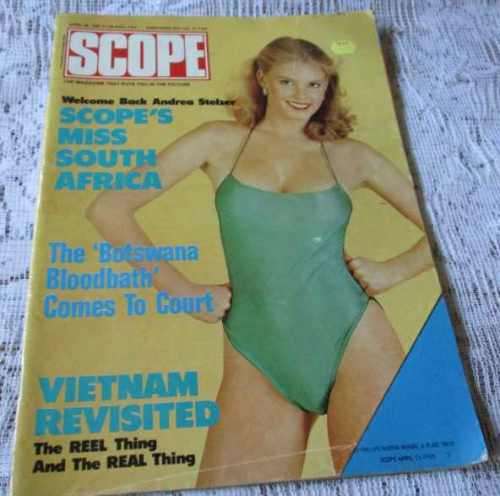 SCOPE
THE MAGAZINE THAT PUTS YOU IN THE PICTURE
Welcome Back Andrea Stelzer
SCOPE'S
MISS
SOUTH
AFRICA
The 'Botswana
Bloodbath'
Comes To Court
VIETNAM
REVISITED
The REEL Thing
And The REAL Thing